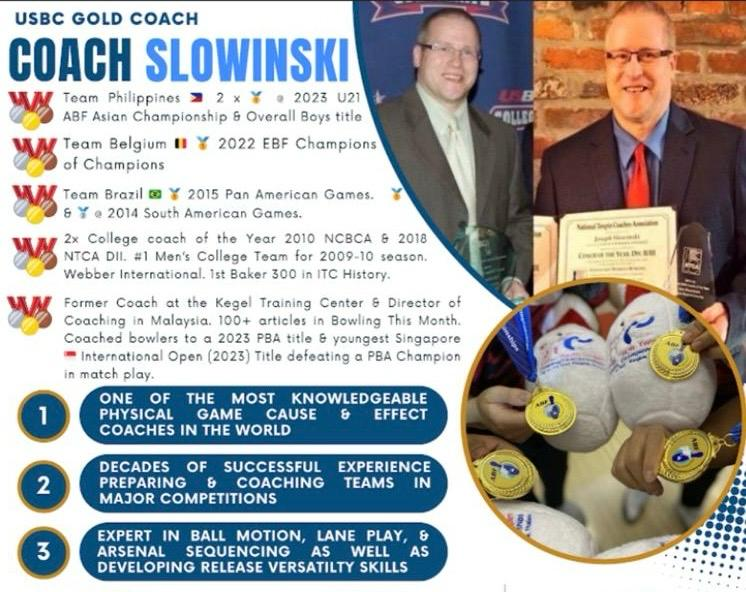 USBC GOLD COACH
COACH SLOWINSKI
Team Philippines 🇵🇭 2 x 🏅 @ 2023 U21
ABF Asian Championship & Overall Boys title
Team Belgium 🇧🇪 🏅 2022 EBF Champions
of Champions
Team Brazil 🇧🇷 🏅 2015 Pan American Games. 🏅
& 🏅 @ 2014 South American Games.
2x College coach of the Year 2010 NCBCA & 2018
NTCA DII. #1 Men's College Team for 2009-10 season.
Webber International. 1st Baker 300 in ITC History.
Former Coach at the Kegel Training Center & Director of
Coaching in Malaysia. 100+ articles in Bowling This Month.
Coached bowlers to a 2023 PBA title & youngest Singapore
🇸🇬 International Open (2023) Title defeating a PBA Champion
in match play.
1
ONE OF THE MOST KNOWLEDGEABLE
PHYSICAL GAME CAUSE & EFFECT
COACHES IN THE WORLD
2
DECADES OF SUCCESSFUL EXPERIENCE
PREPARING & COACHING TEAMS IN
MAJOR COMPETITIONS
3
EXPERT IN BALL MOTION, LANE PLAY, &
ARSENAL SEQUENCING AS WELL AS
DEVELOPING RELEASE VERSATILTY SKILLS
National Tenpin Coaches Association
Joseph Slowinski
COACH OF THE YEAR
ABF
ABF